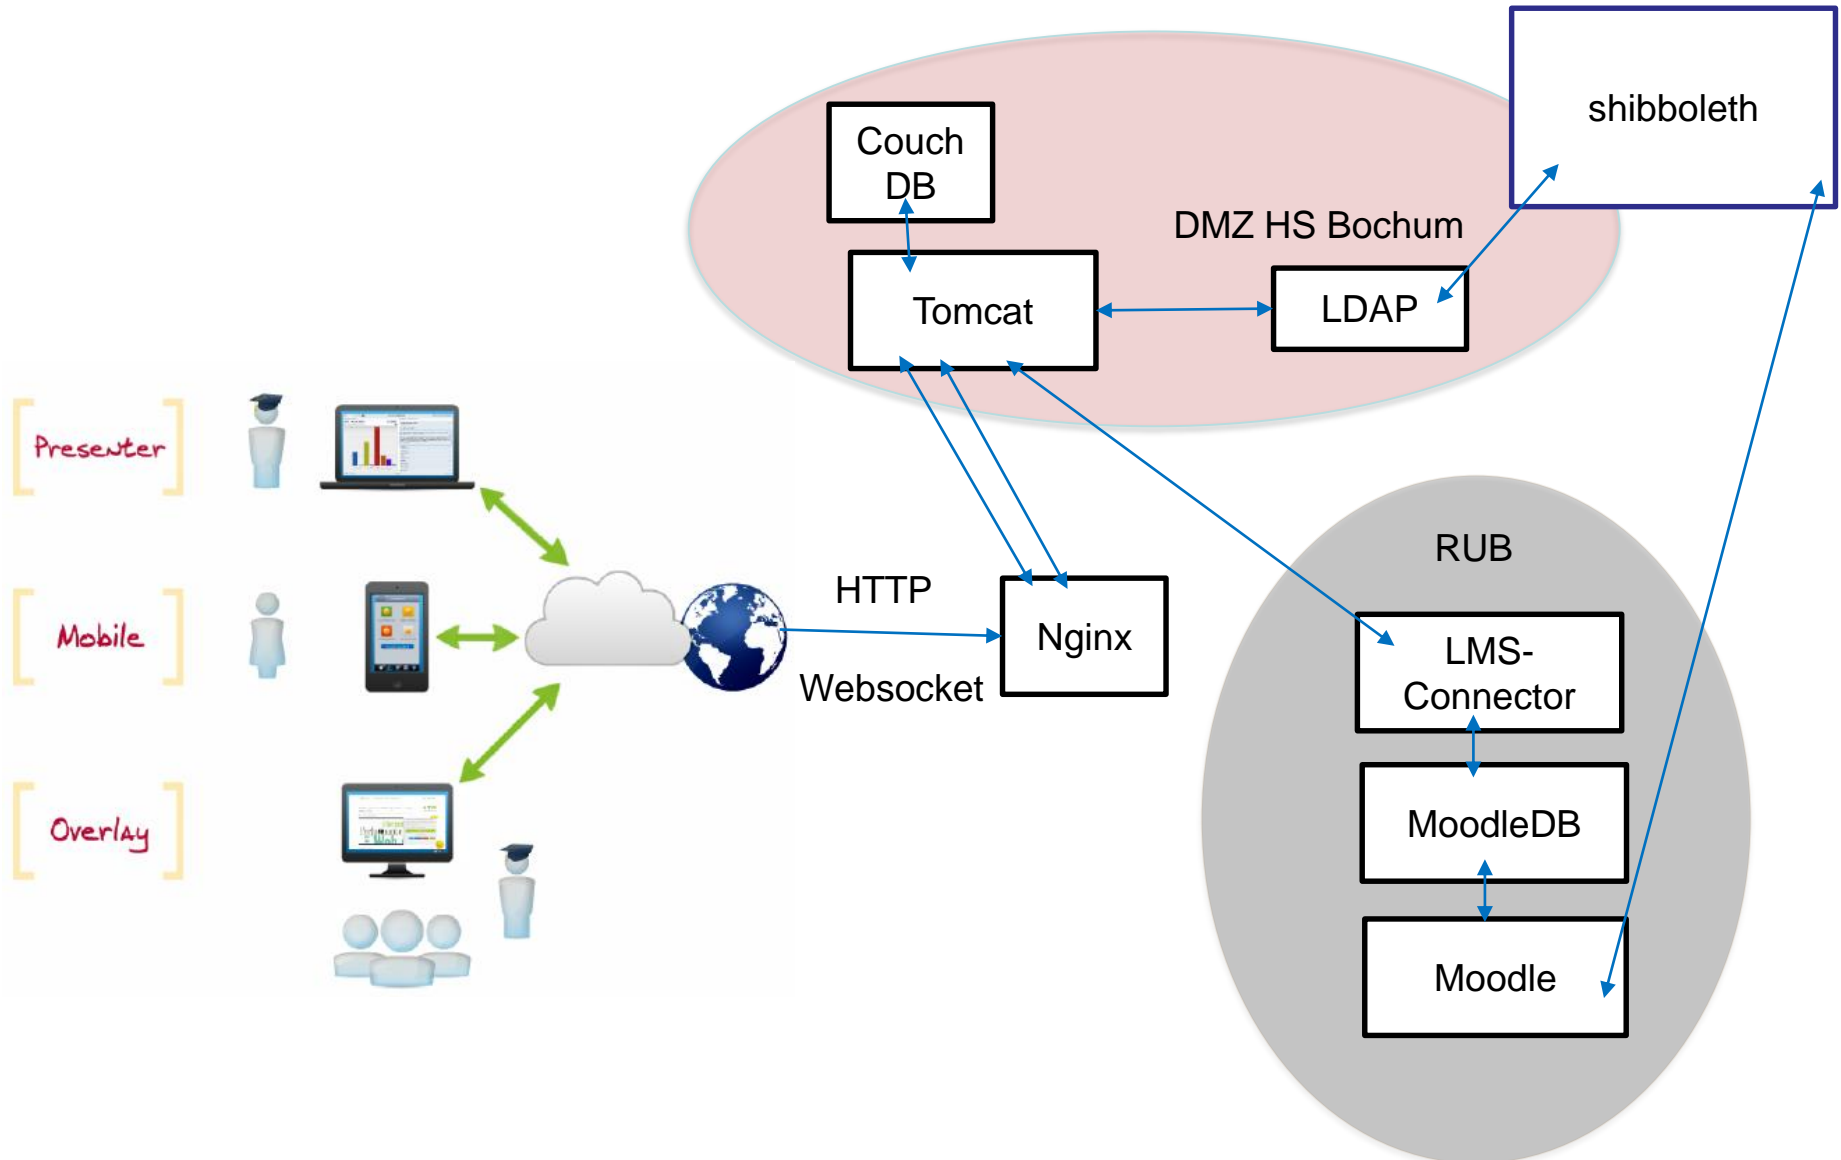 shibboleth
Couch
DB
DMZ HS Bochum
Tomcat
LDAP
Presenter
Mobile
Overlay
HTTP
Websocket
Nginx
RUB
LMS-
Connector
MoodleDB
Moodle